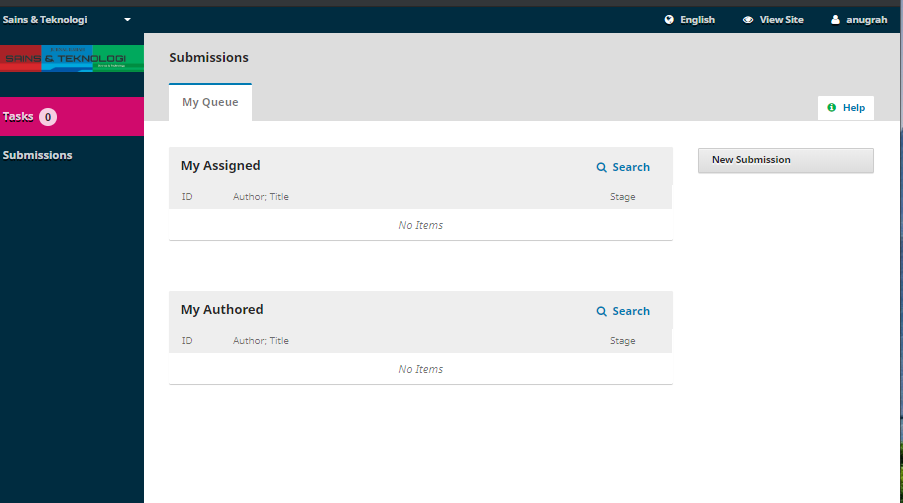 Sains & Teknologi
English
View Site
anugrah
SAINS & TEKNOLOGI
Tasks 0
Submissions
Submissions
My Queue
Help
My Assigned
Search
ID Author; Title Stage
No Items
New Submission
My Authored
Search
ID Author; Title Stage
No Items